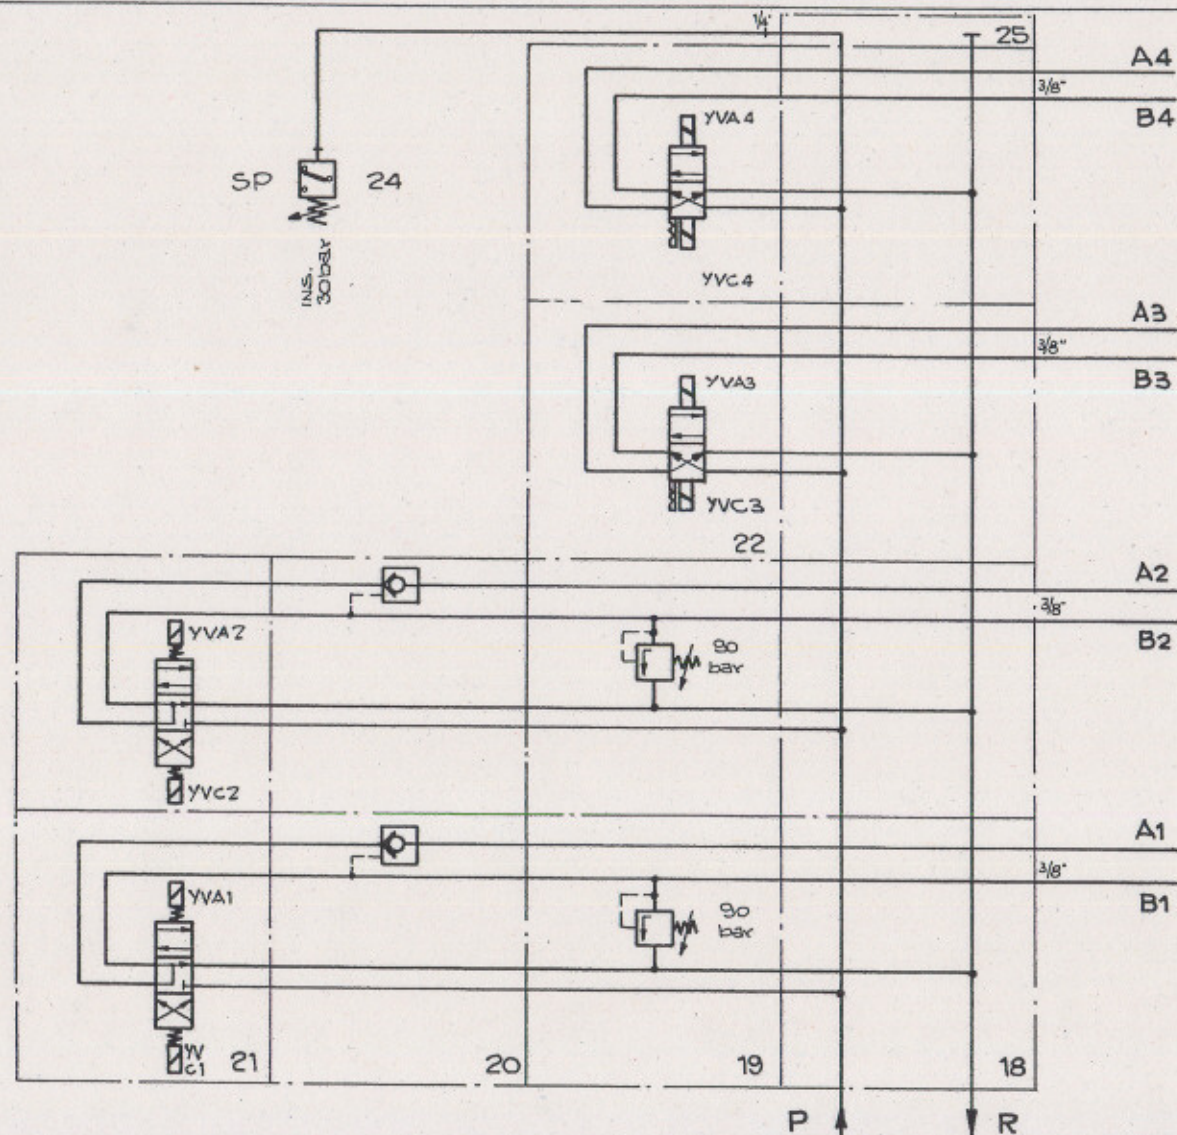 1/4"
25
A4
3/8"
B4
YVA4
SP
24
INS.
30bar
YVC4
A3
3/8"
B3
YVA3
YVC3
22
A2
3/8"
B2
YVA2
90
bar
YVC2
A1
3/8"
B1
YVA1
90
bar
YV
C1
21
20
19
18
P
R